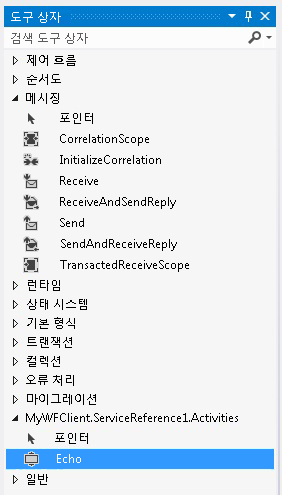 도구 상자
검색 도구 상자
제어 흐름
순서도
메시징
포인터
CorrelationScope
InitializeCorrelation
Receive
ReceiveAndSendReply
Send
SendAndReceiveReply
TransactedReceiveScope
런타임
상태 시스템
기본 형식
트랜잭션
컬렉션
오류 처리
마이그레이션
MyWFClient.ServiceReference1.Activities
포인터
Echo
일반